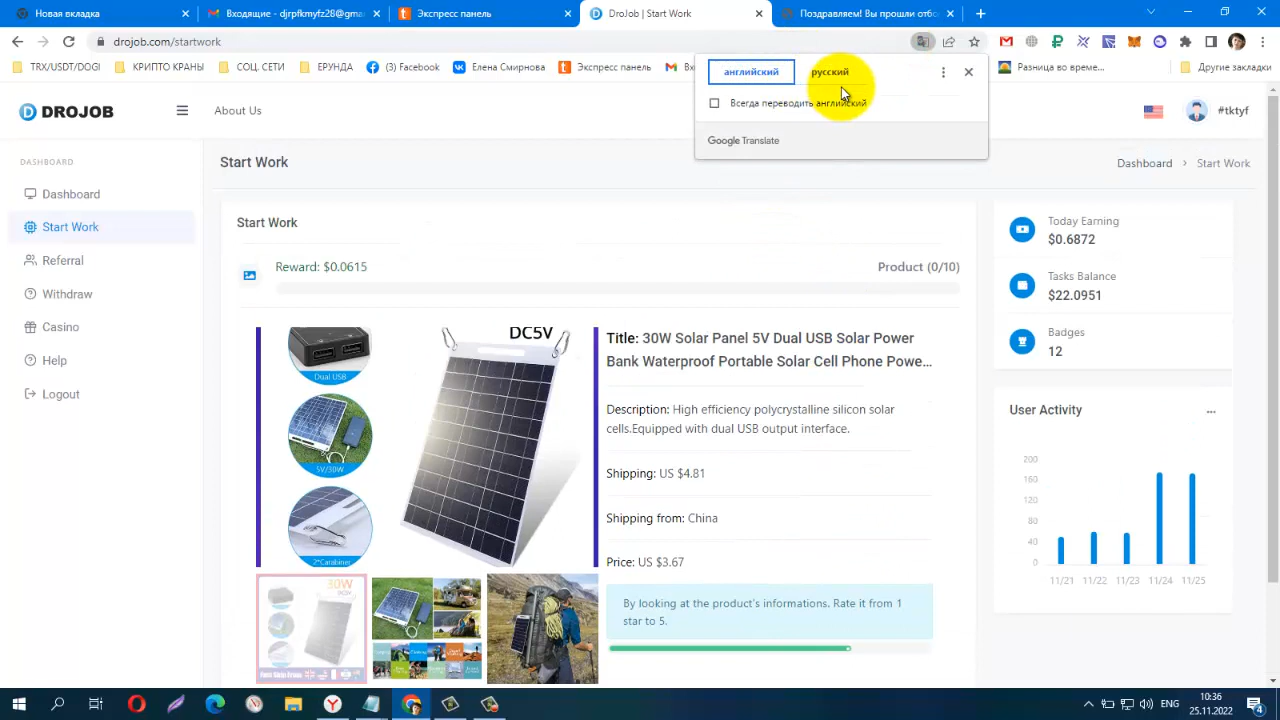 Новая вкладка
Входящие - djrpfkmyfz28@gmai
Экспресс панель
DroJob | Start Work
Поздравляем! Вы прошли отбо
drojob.com/startwork
TRX/USDT/DOGI
КРИПТО КРАНЫ
СОЦ. СЕТИ
ЕРУНДА
(3) Facebook
Елена Смирнова
Экспресс панель
Вх
Разница во време...
Другие закладки
английский
русский
Всегда переводить английский
Google Translate
DROJOB
About Us
#tktyf
DASHBOARD
Dashboard
Start Work
Referral
Withdraw
Casino
Help
Logout
Start Work
Dashboard > Start Work
Start Work
Reward: $0.0615
Product (0/10)
DC5V
Dual USB
5V/30W
2*Carabiner
30W
Title: 30W Solar Panel 5V Dual USB Solar Power
Bank Waterproof Portable Solar Cell Phone Powe...
Description: High efficiency polycrystalline silicon solar
cells.Equipped with dual USB output interface.
Shipping: US $4.81
Shipping from: China
Price: US $3.67
By looking at the product's informations. Rate it from 1
star to 5.
Today Earning
$0.6872
Tasks Balance
$22.0951
Badges
12
User Activity
...
200
160
120
80
40
0
11/21
11/22
11/23
11/24
11/25
ENG
10:36
25.11.2022
4